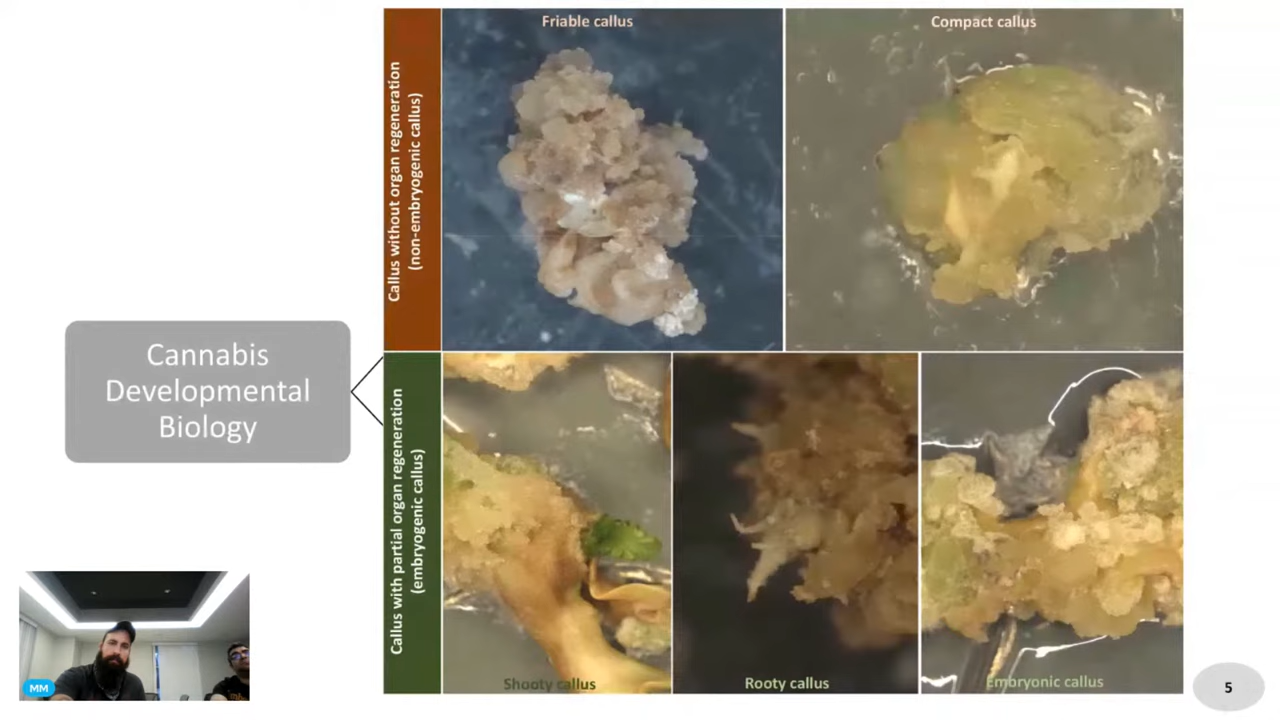 Friable callus
Compact callus
Callus without organ regeneration
(non-embryogenic callus)
Cannabis
Developmental
Biology
Callus with partial organ regeneration
(embryogenic callus)
Shooty callus
Rooty callus
Embryonic callus
MM
5